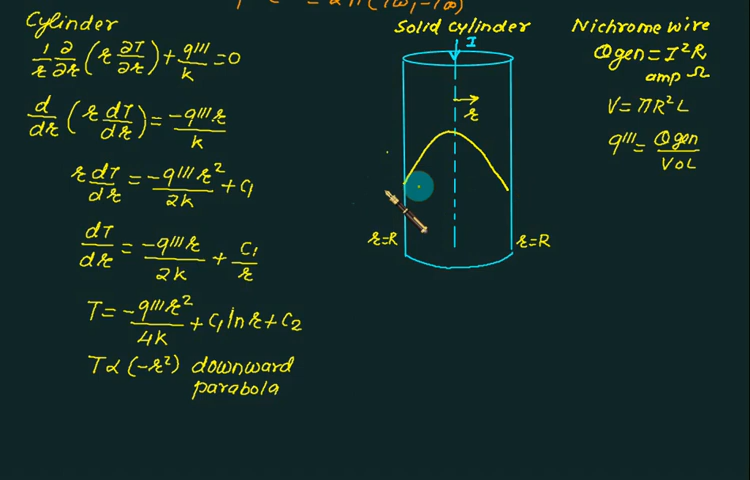 Cylinder
1/r ∂/∂r (r ∂T/∂r) + q'''/k = 0
d/dr (r dT/dr) = -q'''r/k
r dT/dr = -q'''r²/2k + C1
dT/dr = -q'''r/2k + C1/r
T = -q'''r²/4k + C1 ln r + C2
T α (-r²) downward
parabola
Solid cylinder
I
r
r=R
r=R
Nichrome wire
Qgen = I²R
amp Ω
V = πR²L
q''' = Qgen/Vol